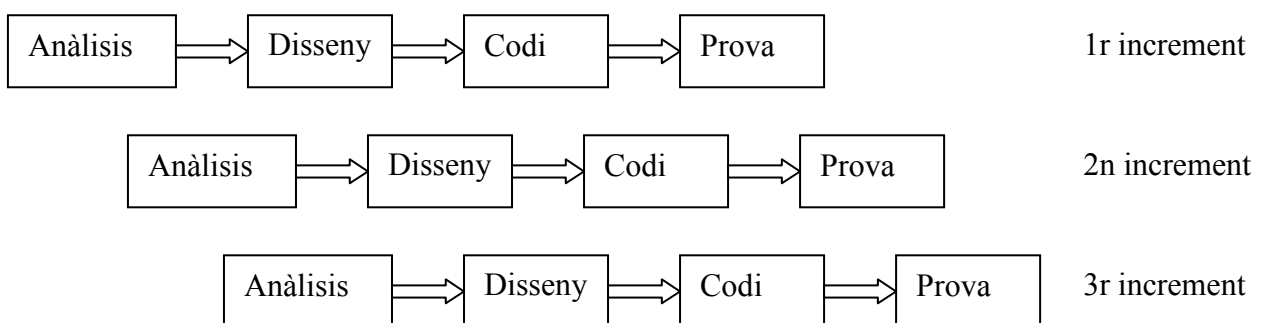 Anàlisis Disseny Codi Prova 1r increment
Anàlisis Disseny Codi Prova 2n increment
Anàlisis Disseny Codi Prova 3r increment